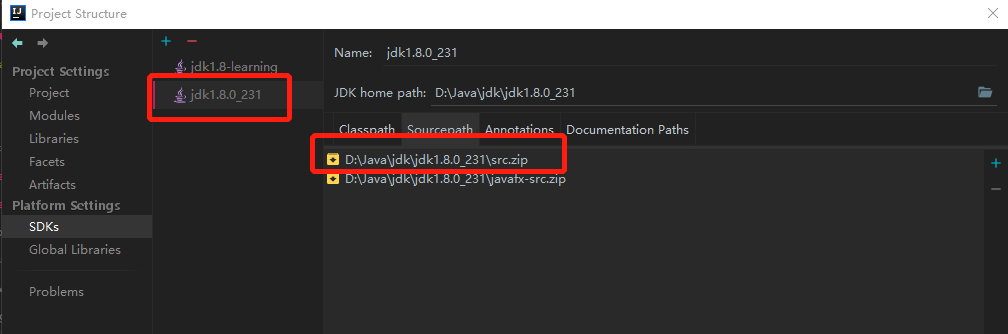 Project Structure
Project Settings
Project
Modules
Libraries
Facets
Artifacts
Platform Settings
SDKs
Global Libraries
Problems
jdk1.8-learning
jdk1.8.0_231
Name: jdk1.8.0_231
JDK home path: D:\Java\jdk\jdk1.8.0_231
Classpath Sourcepath Annotations Documentation Paths
D:\Java\jdk\jdk1.8.0_231\src.zip
D:\Java\jdk\jdk1.8.0_231\javafx-src.zip